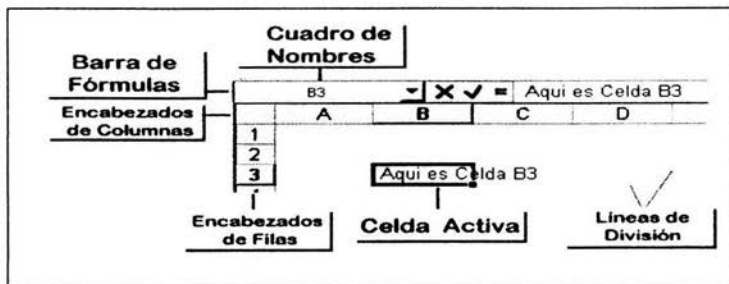 Cuadro de
Nombres
Barra de
Fórmulas
B3 = Aqui es Celda B3
Encabezados
de Columnas
A B C D
1
2
3 Aqui es Celda B3
Encabezados
de Filas
Celda Activa
Líneas de
División